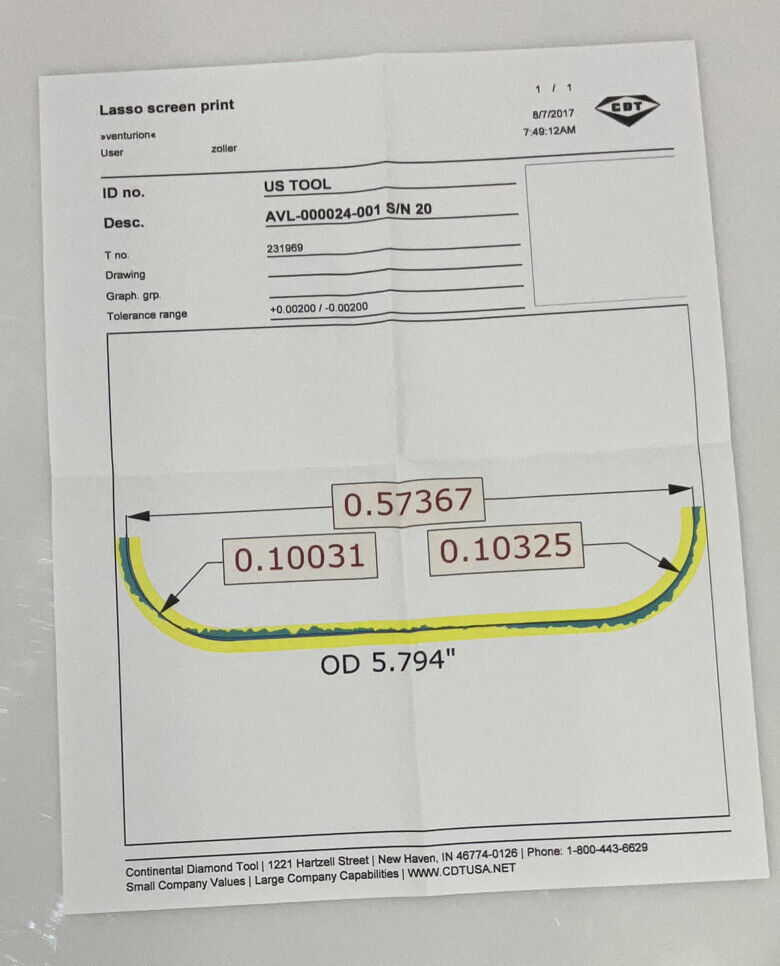 Lasso screen print
1 / 1
»venturion«
8/7/2017
CDT
User zoller
7:49:12AM
ID no. US TOOL
Desc. AVL-000024-001 S/N 20
T no. 231969
Drawing
Graph. grp.
Tolerance range +0.00200 / -0.00200
0.57367
0.10031
0.10325
OD 5.794"
Continental Diamond Tool | 1221 Hartzell Street | New Haven, IN 46774-0126 | Phone: 1-800-443-6629
Small Company Values | Large Company Capabilities | WWW.CDTUSA.NET